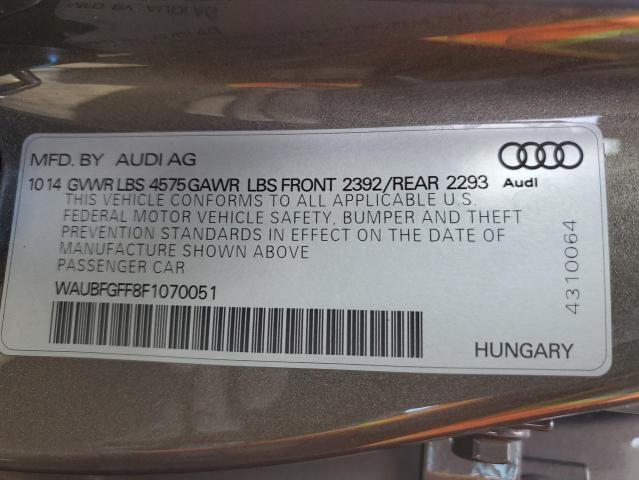 MFD. BY AUDI AG
10 14 GVWR LBS 4575 GAWR LBS FRONT 2392/REAR 2293
Audi
THIS VEHICLE CONFORMS TO ALL APPLICABLE U.S.
FEDERAL MOTOR VEHICLE SAFETY, BUMPER AND THEFT
PREVENTION STANDARDS IN EFFECT ON THE DATE OF
MANUFACTURE SHOWN ABOVE
PASSENGER CAR
WAUBFGFF8F1070051
4310064
HUNGARY